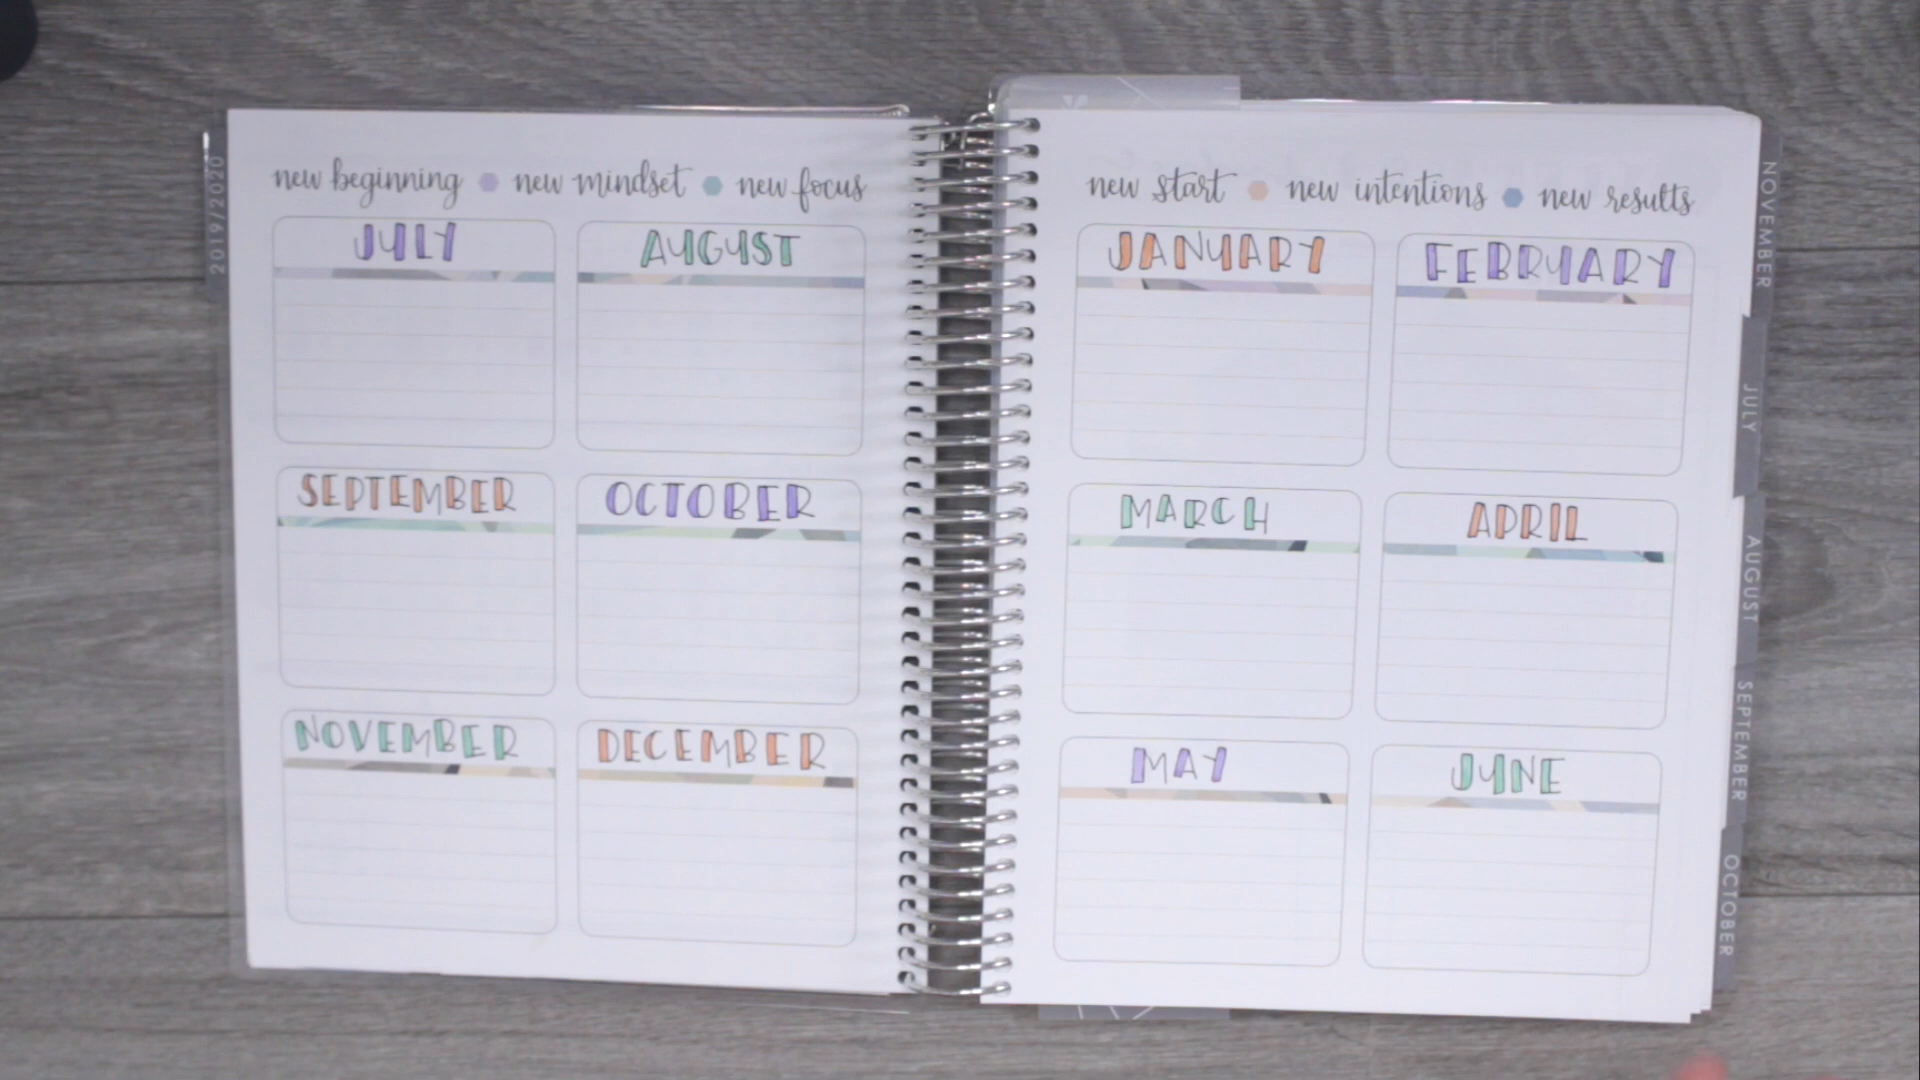 new beginning new mindset new focus
JULY AUGUST
SEPTEMBER OCTOBER
NOVEMBER DECEMBER
new start new intentions new results
JANUARY FEBRUARY
MARCH APRIL
MAY JUNE
2019/2020
NOVEMBER
JULY
AUGUST
SEPTEMBER
OCTOBER